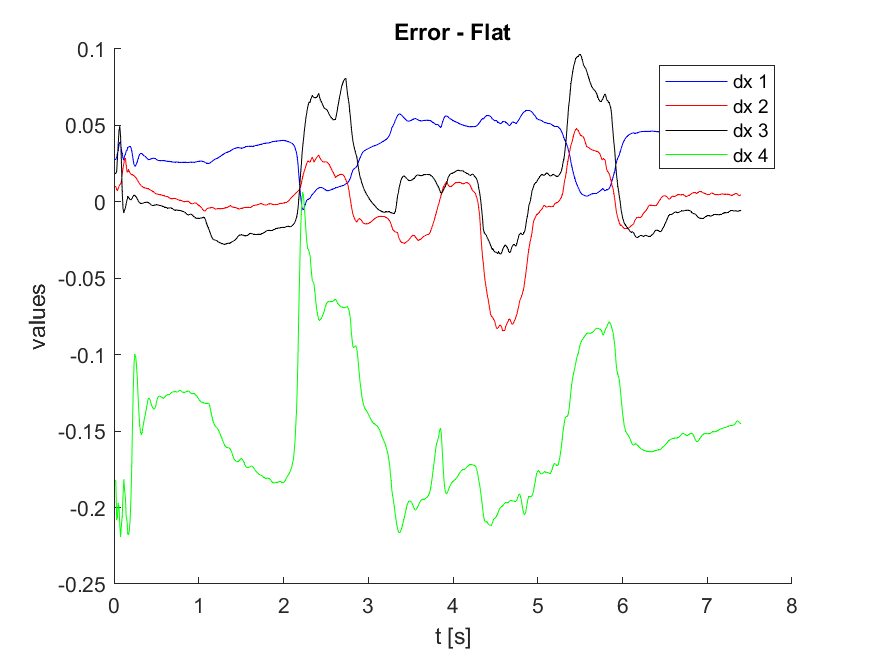 Error - Flat
dx 1
dx 2
dx 3
dx 4
values
0.1
0.05
0
-0.05
-0.1
-0.15
-0.2
-0.25
0 1 2 3 4 5 6 7 8
t [s]